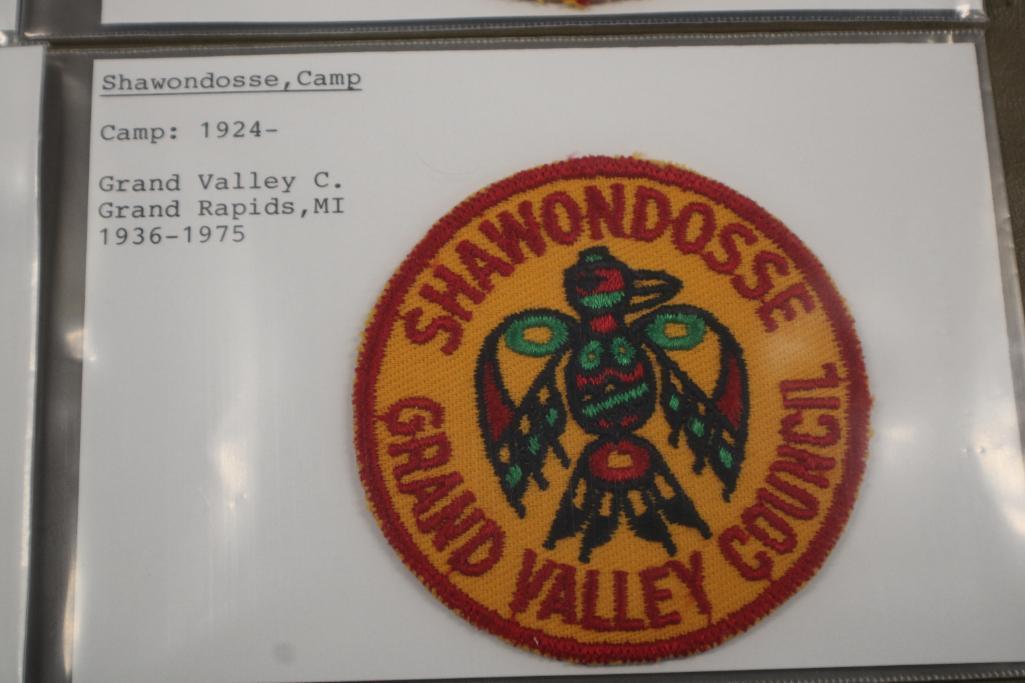 Shawondosse,Camp
Camp: 1924-
Grand Valley C.
Grand Rapids,MI
1936-1975
SHAWONDOSSE
GRAND VALLEY COUNCIL